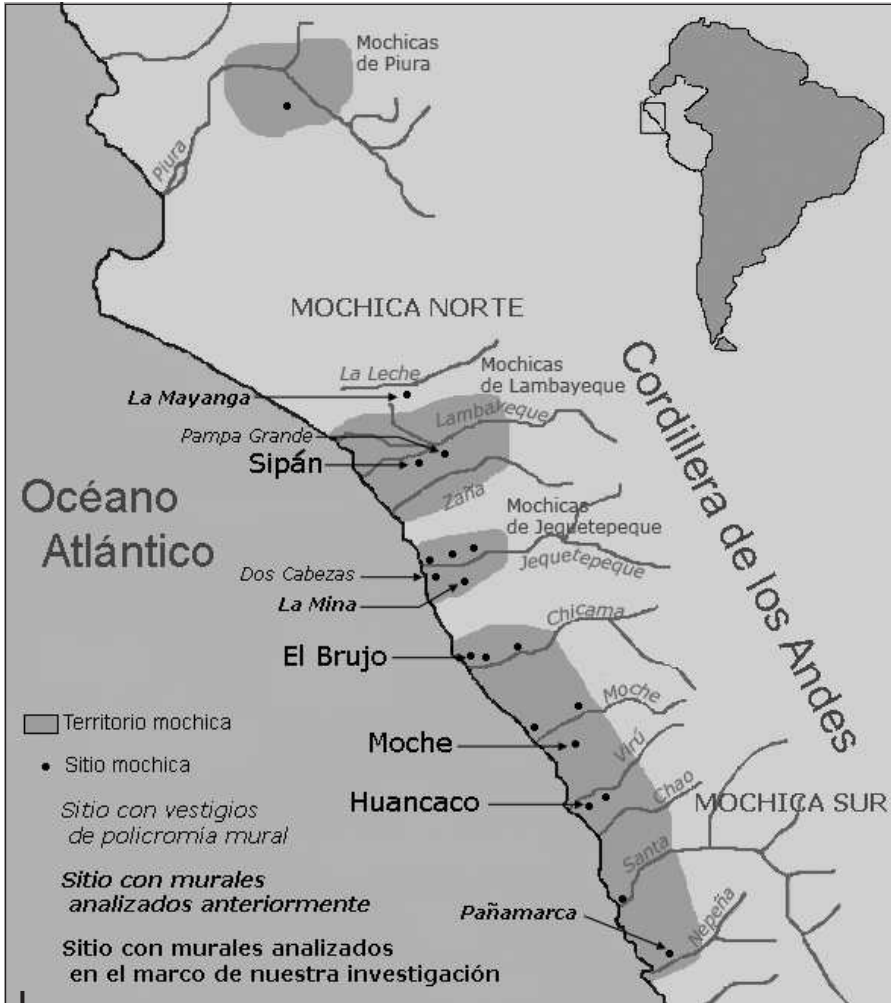 Mochicas
de Piura
Piura
MOCHICA NORTE
La Leche
Mochicas
de Lambayeque
La Mayanga
Lambayeque
Pampa Grande
Sipán
Zaña
Océano
Atlántico
Cordillera de los Andes
Mochicas
de Jequetepeque
Jequetepeque
Dos Cabezas
La Mina
Chicama
El Brujo
Moche
Moche
Virú
Huancaco
Chao
MOCHICA SUR
Santa
Pañamarca
Nepeña
Territorio mochica
Sitio mochica
Sitio con vestigios
de policromía mural
Sitio con murales
analizados anteriormente
Sitio con murales analizados
en el marco de nuestra investigación